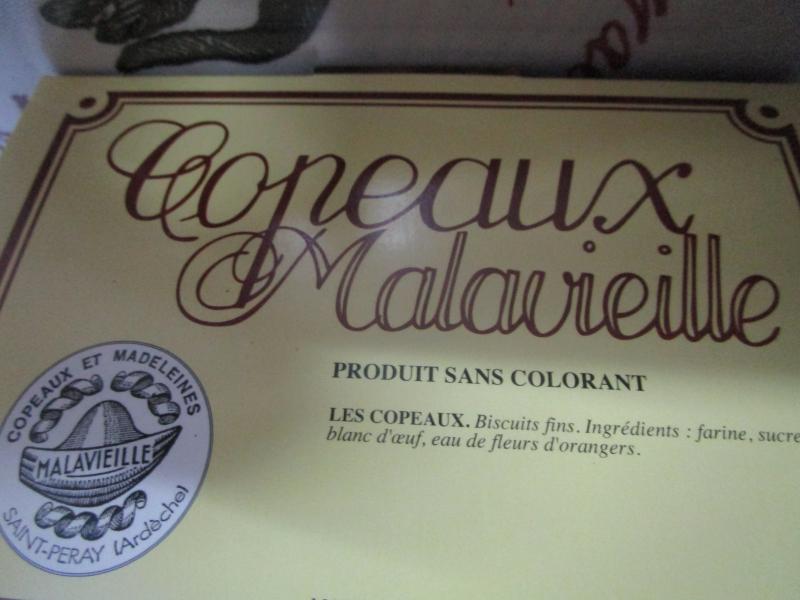 Copeaux
Malavieille
PRODUIT SANS COLORANT
LES COPEAUX. Biscuits fins. Ingrédients : farine, sucre
blanc d'œuf, eau de fleurs d'orangers.
COPEAUX ET MADELEINES
MALAVIEILLE
SAINT-PERAY (Ardèche)